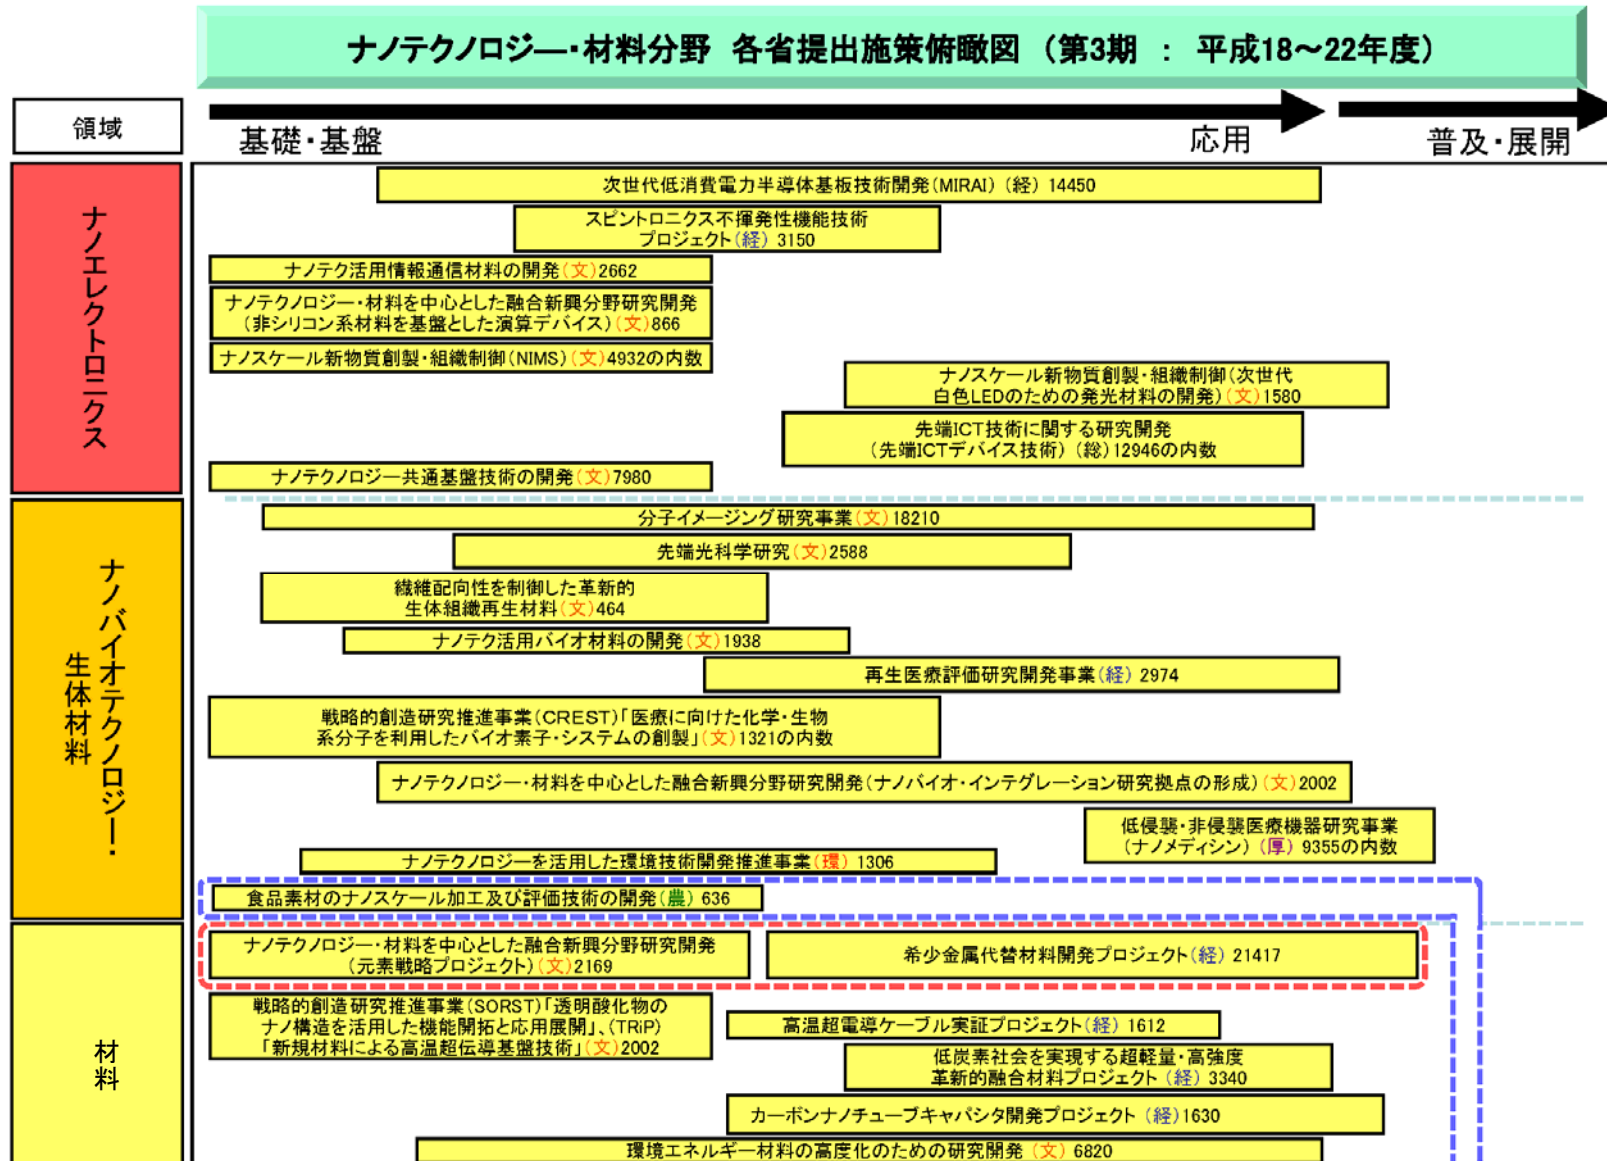 ナノテクノロジー・材料分野 各省提出施策俯瞰図 （第3期 ： 平成18～22年度）
領域
基礎・基盤
応用
普及・展開
ナノエレクトロニクス
次世代低消費電力半導体基板技術開発（MIRAI）（経） 14450
スピントロニクス不揮発性機能技術
プロジェクト（経） 3150
ナノテク活用情報通信材料の開発（文）2662
ナノテクノロジー・材料を中心とした融合新興分野研究開発
（非シリコン系材料を基盤とした演算デバイス）（文）866
ナノスケール新物質創製・組織制御（NIMS）（文）4932の内数
ナノスケール新物質創製・組織制御（次世代
白色LEDのための発光材料の開発）（文）1580
先端ICT技術に関する研究開発
（先端ICTデバイス技術）（総）12946の内数
ナノテクノロジー共通基盤技術の開発（文）7980
ナノバイオテクノロジー・
生体材料
分子イメージング研究事業（文）18210
先端光科学研究（文）2588
繊維配向性を制御した革新的
生体組織再生材料（文）464
ナノテク活用バイオ材料の開発（文）1938
再生医療評価研究開発事業（経） 2974
戦略的創造研究推進事業（CREST）「医療に向けた化学・生物
系分子を利用したバイオ素子・システムの創製」（文）1321の内数
ナノテクノロジー・材料を中心とした融合新興分野研究開発（ナノバイオ・インテグレーション研究拠点の形成）（文）2002
低侵襲・非侵襲医療機器研究事業
（ナノメディシン）（厚） 9355の内数
ナノテクノロジーを活用した環境技術開発推進事業（環） 1306
食品素材のナノスケール加工及び評価技術の開発（農） 636
材料
ナノテクノロジー・材料を中心とした融合新興分野研究開発
（元素戦略プロジェクト）（文）2169
希少金属代替材料開発プロジェクト（経） 21417
戦略的創造研究推進事業（SORST）「透明酸化物の
ナノ構造を活用した機能開拓と応用展開」、（TRiP）
「新規材料による高温超伝導基盤技術」（文）2002
高温超電導ケーブル実証プロジェクト（経） 1612
低炭素社会を実現する超軽量・高強度
革新的融合材料プロジェクト（経） 3340
カーボンナノチューブキャパシタ開発プロジェクト （経）1630
環境エネルギー材料の高度化のための研究開発 （文） 6820